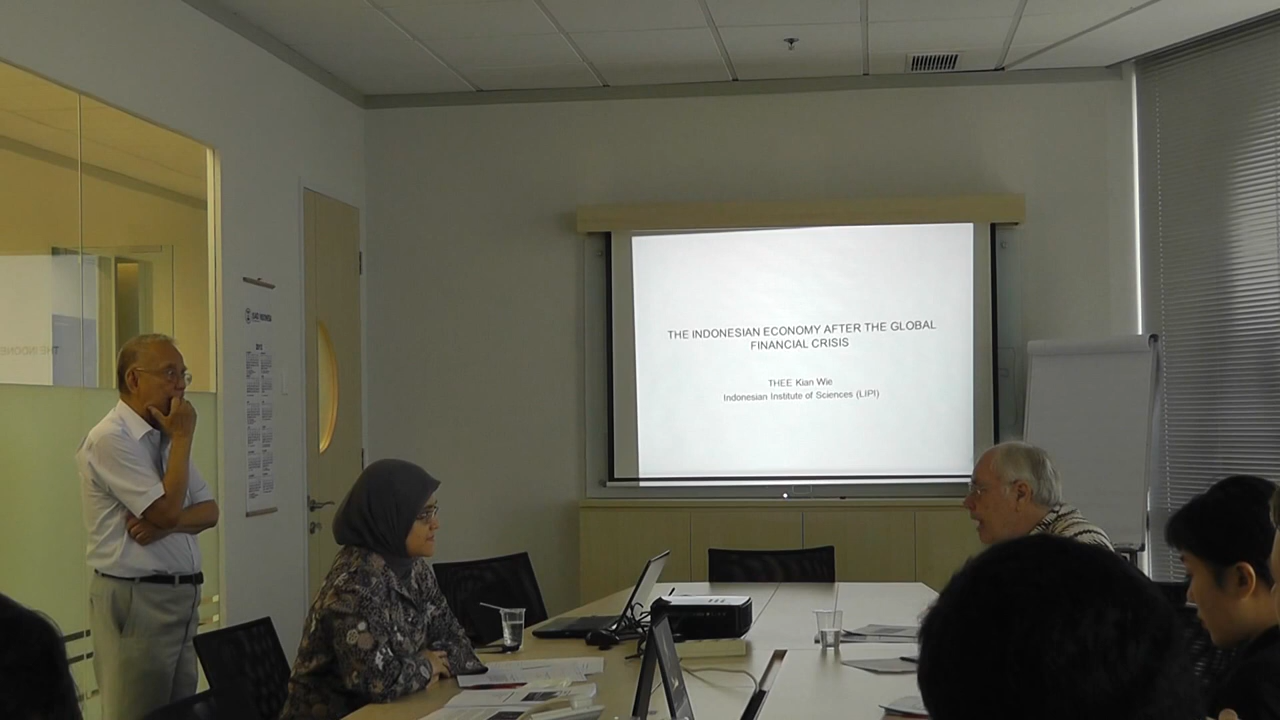 THE INDONESIAN ECONOMY AFTER THE GLOBAL
FINANCIAL CRISIS
THEE Kian Wie
Indonesian Institute of Sciences (LIPI)